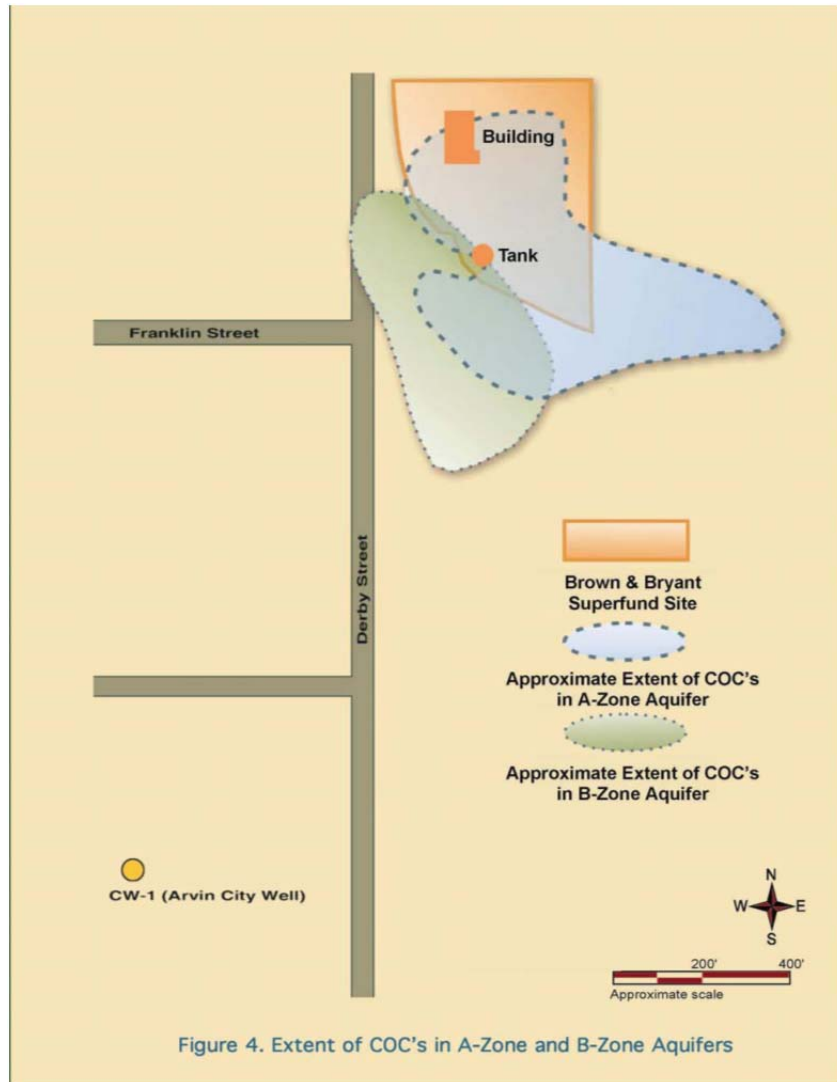 Building
Tank
Franklin Street
Derby Street
Brown & Bryant
Superfund Site
Approximate Extent of COC's
in A-Zone Aquifer
Approximate Extent of COC's
in B-Zone Aquifer
CW-1 (Arvin City Well)
N
W E
S
200' 400'
Approximate scale
Figure 4. Extent of COC's in A-Zone and B-Zone Aquifers